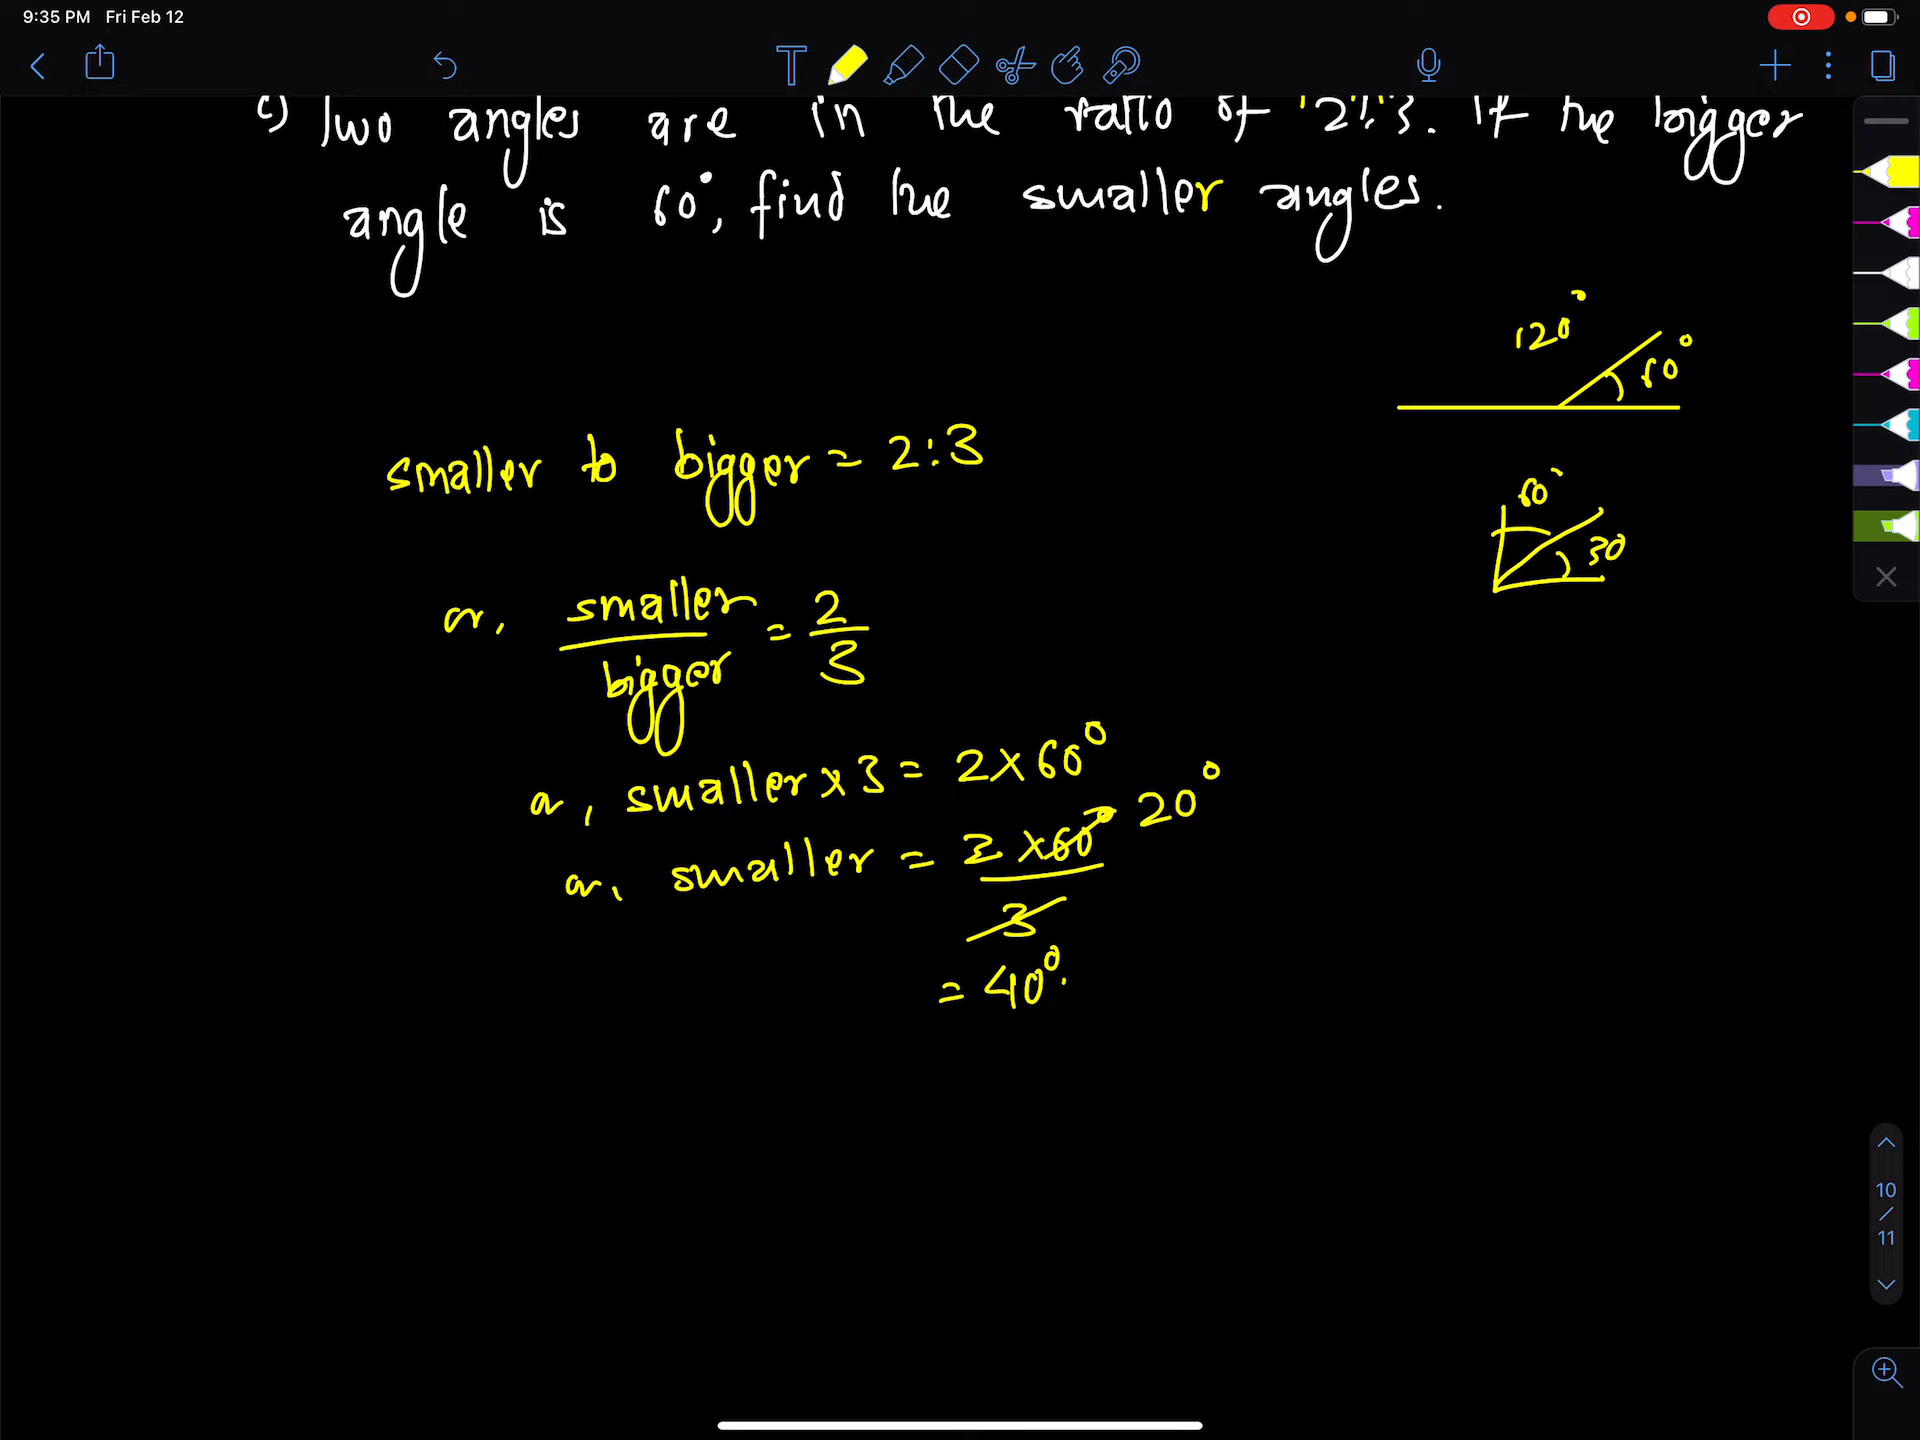 9:35 PM Fri Feb 12
c) Two angles are in the ratio of '2':'3. If the bigger
angle is 60°, find the smaller angles.
120°
60°
smaller to bigger = 2:3
60°
30
or, smaller/bigger = 2/3
or, smaller x 3 = 2 x 60°
or, smaller = 2 x 60°/3 20°
= 40°.
10
/
11